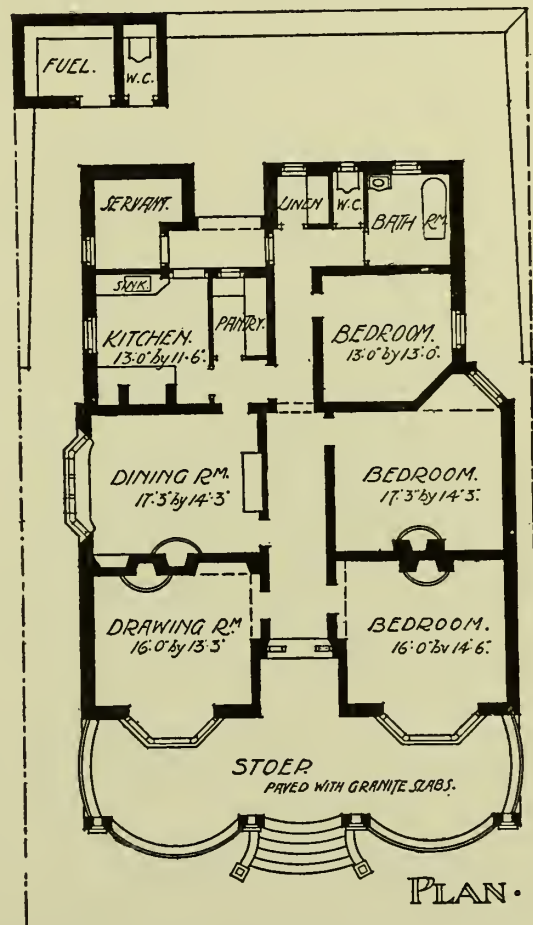 FUEL.
W.C.
SERVANT.
LINEN
W.C.
BATH RM.
SINK.
KITCHEN.
13'.0" by 11'.6".
PANTRY.
BEDROOM.
13'.0" by 13'.0".
DINING RM.
17'.3" by 14'.3"
BEDROOM.
17'.3" by 14'.3".
DRAWING RM
16'.0" by 13'.3"
BEDROOM.
16'.0" by 14'.6".
STOEP.
PAVED WITH GRANITE SLABS.
PLAN.